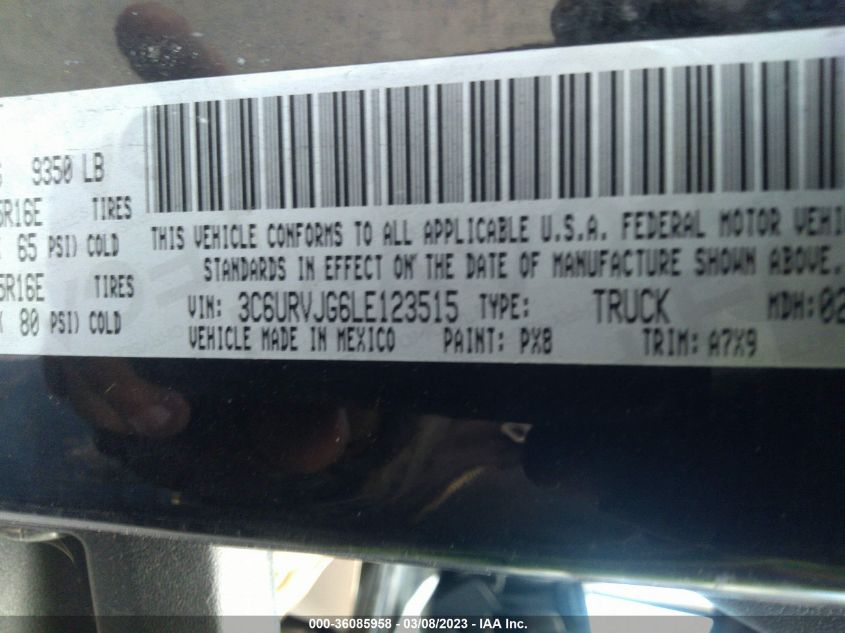 9350 LB
5R16E TIRES
65 PSI) COLD
5R16E TIRES
80 PSI) COLD
THIS VEHICLE CONFORMS TO ALL APPLICABLE U.S.A. FEDERAL MOTOR VEHI
STANDARDS IN EFFECT ON THE DATE OF MANUFACTURE SHOWN ABOVE.
VIN: 3C6URVJG6LE123515 TYPE: TRUCK MDH: 02
VEHICLE MADE IN MEXICO PAINT: PX8 TRIM: A7X9
000-36085958 - 03/08/2023 - IAA Inc.